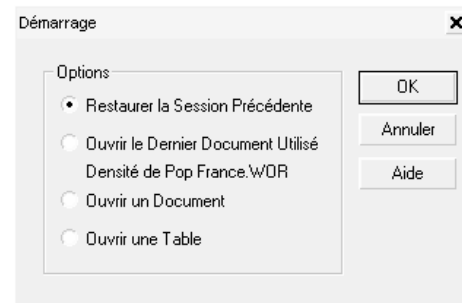 Démarrage
Options
Restaurer la Session Précédente
Ouvrir le Dernier Document Utilisé
Densité de Pop France.WOR
Ouvrir un Document
Ouvrir une Table
OK
Annuler
Aide